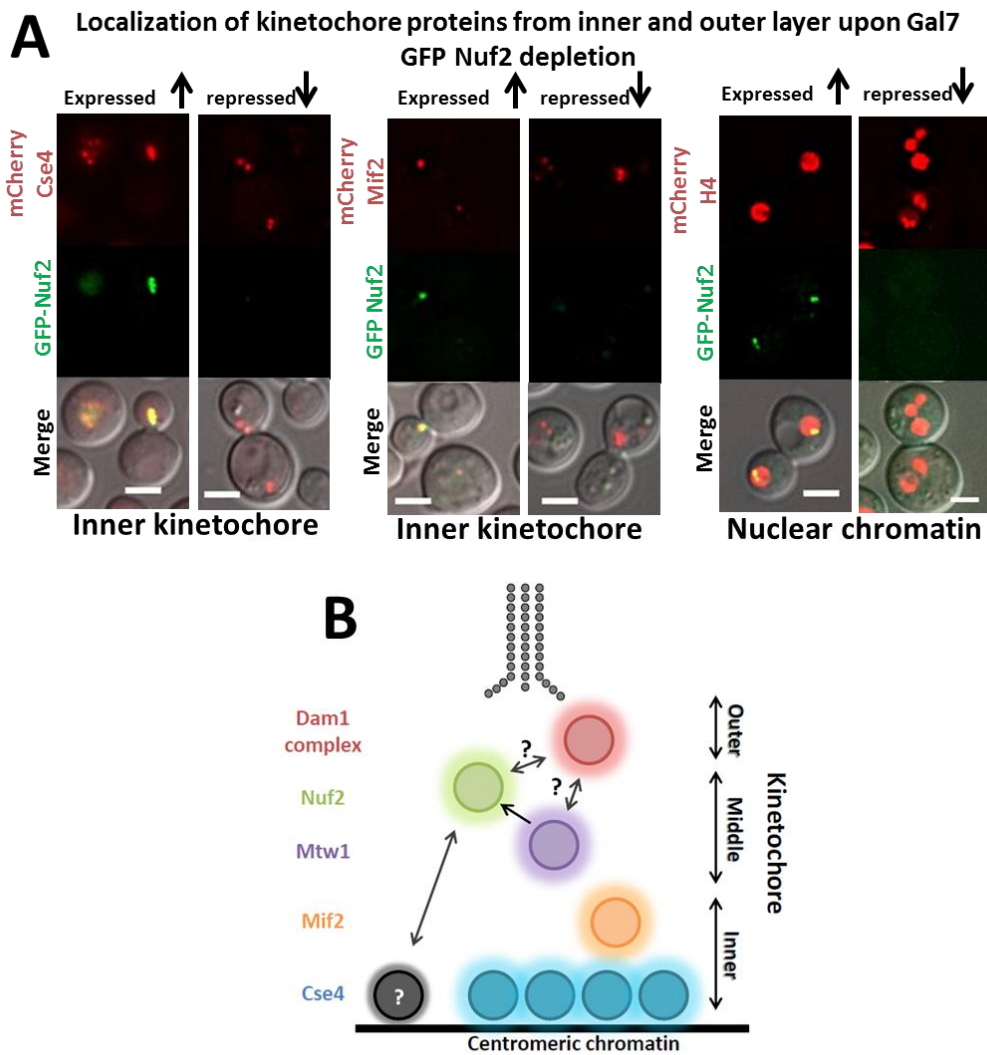 A
Localization of kinetochore proteins from inner and outer layer upon Gal7
GFP Nuf2 depletion
Expressed
repressed
Expressed
repressed
Expressed
repressed
mCherry
Cse4
GFP-Nuf2
Merge
mCherry
Mif2
GFP Nuf2
Merge
mCherry
H4
GFP-Nuf2
Merge
Inner kinetochore
Inner kinetochore
Nuclear chromatin
B
Dam1
complex
Nuf2
Mtw1
Mif2
Cse4
?
?
?
Outer
Middle
Inner
Kinetochore
Centromeric chromatin